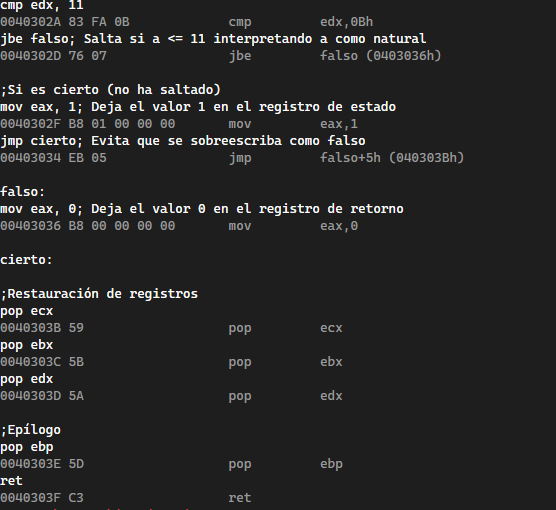 cmp edx, 11
0040302A 83 FA 0B cmp edx,0Bh
jbe falso; Salta si a <= 11 interpretando a como natural
0040302D 76 07 jbe falso (0403036h)
;Si es cierto (no ha saltado)
mov eax, 1; Deja el valor 1 en el registro de estado
0040302F B8 01 00 00 00 mov eax,1
jmp cierto; Evita que se sobreescriba como falso
00403034 EB 05 jmp falso+5h (040303Bh)
falso:
mov eax, 0; Deja el valor 0 en el registro de retorno
00403036 B8 00 00 00 00 mov eax,0
cierto:
;Restauración de registros
pop ecx
0040303B 59 pop ecx
pop ebx
0040303C 5B pop ebx
pop edx
0040303D 5A pop edx
;Epílogo
pop ebp
0040303E 5D pop ebp
ret
0040303F C3 ret